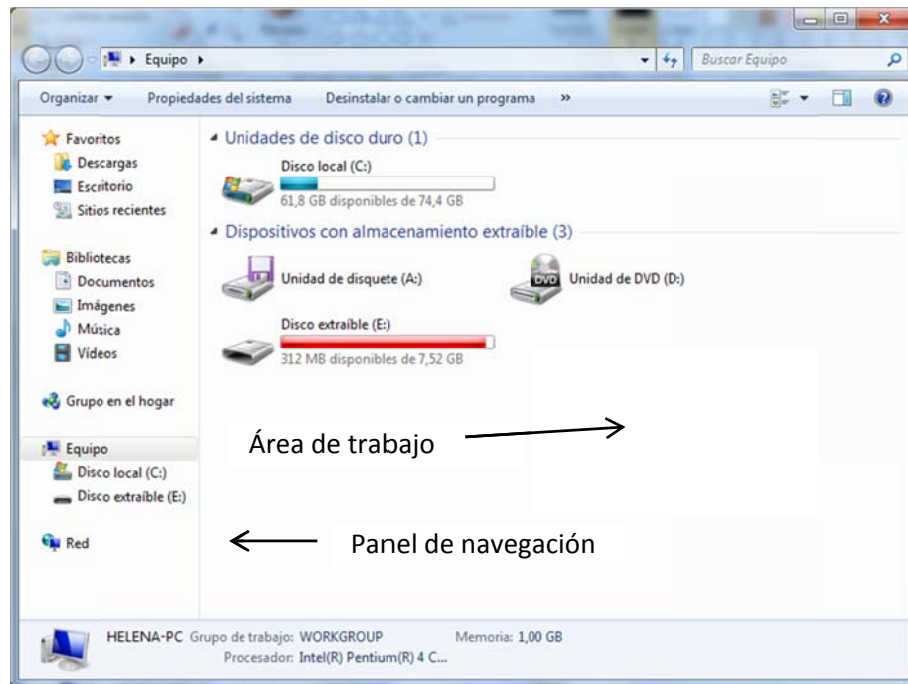 Equipo
Buscar Equipo
Organizar Propiedades del sistema Desinstalar o cambiar un programa »
Favoritos
Descargas
Escritorio
Sitios recientes
Bibliotecas
Documentos
Imágenes
Música
Vídeos
Grupo en el hogar
Equipo
Disco local (C:)
Disco extraíble (E:)
Red
Unidades de disco duro (1)
Disco local (C:)
61,8 GB disponibles de 74,4 GB
Dispositivos con almacenamiento extraíble (3)
Unidad de disquete (A:)
DVD
Unidad de DVD (D:)
Disco extraíble (E:)
312 MB disponibles de 7,52 GB
Área de trabajo
Panel de navegación
HELENA-PC Grupo de trabajo: WORKGROUP Memoria: 1,00 GB
Procesador: Intel(R) Pentium(R) 4 C...